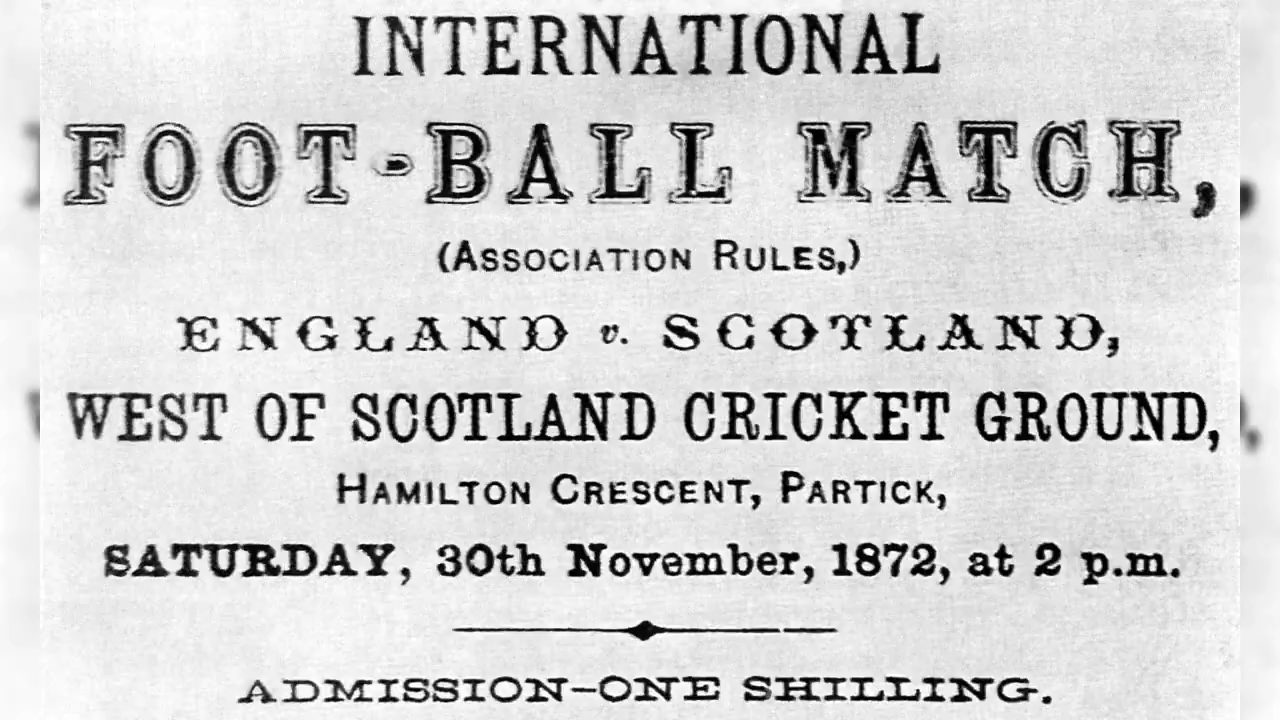 INTERNATIONAL
FOOT-BALL MATCH,
(ASSOCIATION RULES,)
ENGLAND v. SCOTLAND,
WEST OF SCOTLAND CRICKET GROUND,
HAMILTON CRESCENT, PARTICK,
SATURDAY, 30th November, 1872, at 2 p.m.
ADMISSION-ONE SHILLING.